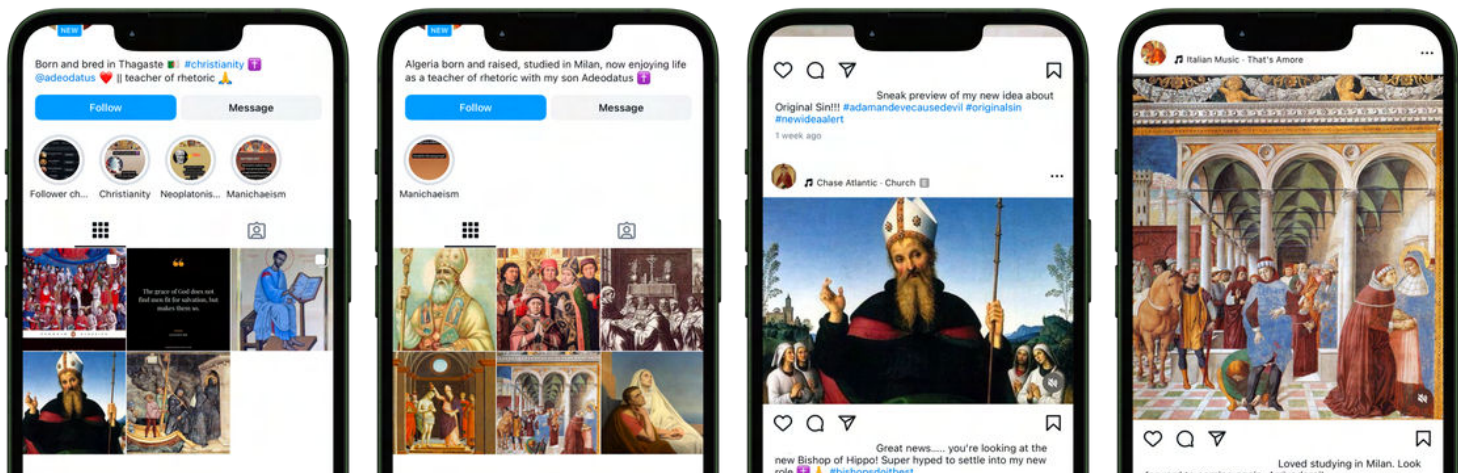 NEW
Born and bred in Thagaste 🇩🇿 #christianity ✝️
@adeodatus ❤️ || teacher of rhetoric 🙏
Follow
Message
Follower ch...
Christianity
Neoplatonis...
Manichaeism
The grace of God does not
find men fit for salvation, but
makes them so.
NEW
Algeria born and raised, studied in Milan, now enjoying life
as a teacher of rhetoric with my son Adeodatus ✝️
Follow
Message
Manichaeism
Sneak preview of my new idea about
Original Sin!!! #adamandevecausedevil #originalsin
#newideaalert
1 week ago
🎵 Chase Atlantic · Church E
Great news..... you're looking at the
new Bishop of Hippo! Super hyped to settle into my new
role ✝️ 🙏 #bishopsdoitbest
🎵 Italian Music · That's Amore
Loved studying in Milan. Look